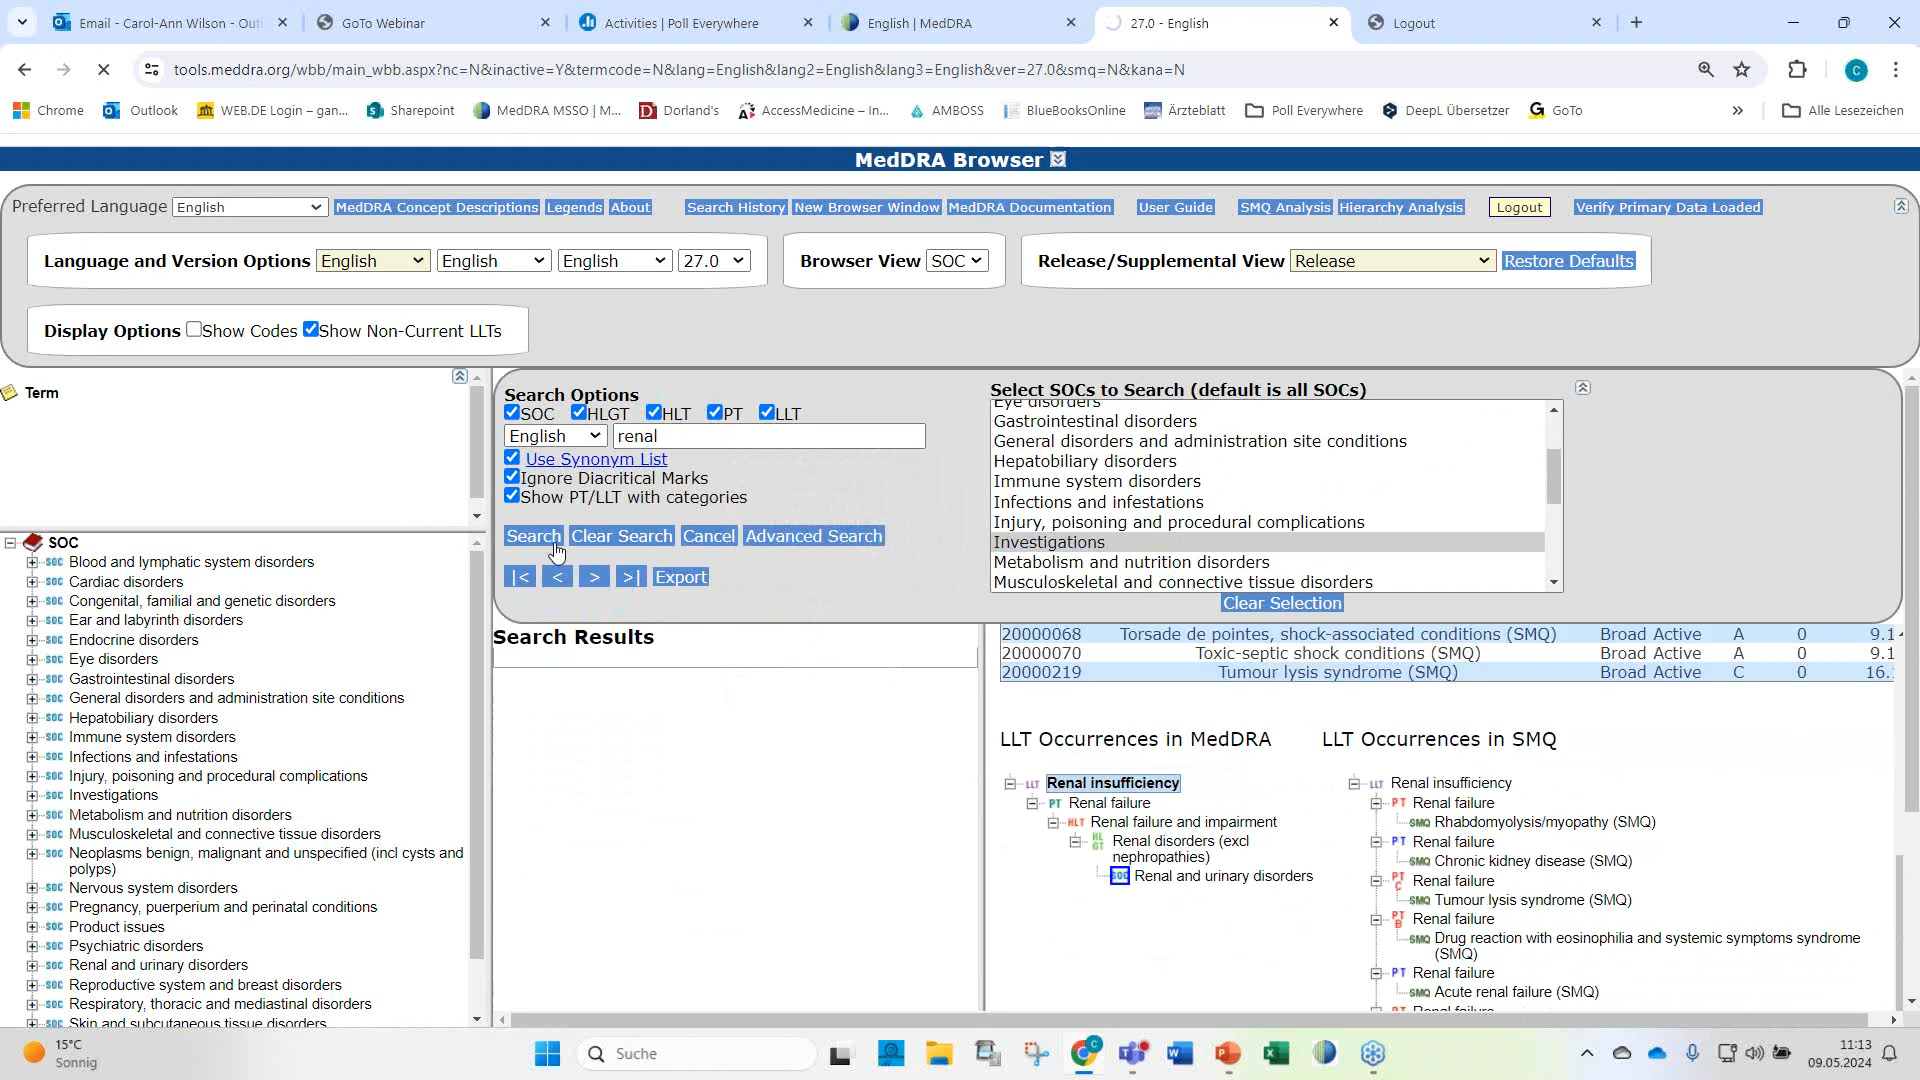 Email - Carol-Ann Wilson - Out
GoTo Webinar
Activities | Poll Everywhere
English | MedDRA
27.0 - English
Logout
tools.meddra.org/wbb/main_wbb.aspx?nc=N&inactive=Y&termcode=N&lang=English&lang2=English&lang3=English&ver=27.0&smq=N&kana=N
C
Chrome
Outlook
WEB.DE Login – gan...
Sharepoint
MedDRA MSSO | M...
Dorland's
AccessMedicine – In...
AMBOSS
BlueBooksOnline
Ärzteblatt
Poll Everywhere
DeepL Übersetzer
GoTo
»
Alle Lesezeichen
MedDRA Browser
Preferred Language English MedDRA Concept Descriptions Legends About Search History New Browser Window MedDRA Documentation User Guide SMQ Analysis Hierarchy Analysis Logout Verify Primary Data Loaded
Language and Version Options English English English 27.0 Browser View SOC Release/Supplemental View Release Restore Defaults
Display Options Show Codes Show Non-Current LLTs
Term
SOC
Blood and lymphatic system disorders
Cardiac disorders
Congenital, familial and genetic disorders
Ear and labyrinth disorders
Endocrine disorders
Eye disorders
Gastrointestinal disorders
General disorders and administration site conditions
Hepatobiliary disorders
Immune system disorders
Infections and infestations
Injury, poisoning and procedural complications
Investigations
Metabolism and nutrition disorders
Musculoskeletal and connective tissue disorders
Neoplasms benign, malignant and unspecified (incl cysts and
polyps)
Nervous system disorders
Pregnancy, puerperium and perinatal conditions
Product issues
Psychiatric disorders
Renal and urinary disorders
Reproductive system and breast disorders
Respiratory, thoracic and mediastinal disorders
Skin and subcutaneous tissue disorders
Search Options
SOC HLGT HLT PT LLT
English renal
Use Synonym List
Ignore Diacritical Marks
Show PT/LLT with categories
Search Clear Search Cancel Advanced Search
|< < > >| Export
Select SOCs to Search (default is all SOCs)
Eye disorders
Gastrointestinal disorders
General disorders and administration site conditions
Hepatobiliary disorders
Immune system disorders
Infections and infestations
Injury, poisoning and procedural complications
Investigations
Metabolism and nutrition disorders
Musculoskeletal and connective tissue disorders
Clear Selection
Search Results
20000068 Torsade de pointes, shock-associated conditions (SMQ) Broad Active A 0 9.1
20000070 Toxic-septic shock conditions (SMQ) Broad Active A 0 9.1
20000219 Tumour lysis syndrome (SMQ) Broad Active C 0 16.
LLT Occurrences in MedDRA
LLT Renal insufficiency
PT Renal failure
HLT Renal failure and impairment
HLGT Renal disorders (excl
nephropathies)
SOC Renal and urinary disorders
LLT Occurrences in SMQ
LLT Renal insufficiency
PT Renal failure
SMQ Rhabdomyolysis/myopathy (SMQ)
PT Renal failure
SMQ Chronic kidney disease (SMQ)
PT C Renal failure
SMQ Tumour lysis syndrome (SMQ)
PT B Renal failure
SMQ Drug reaction with eosinophilia and systemic symptoms syndrome
(SMQ)
PT Renal failure
SMQ Acute renal failure (SMQ)
15°C
Sonnig
Suche
11:13
09.05.2024